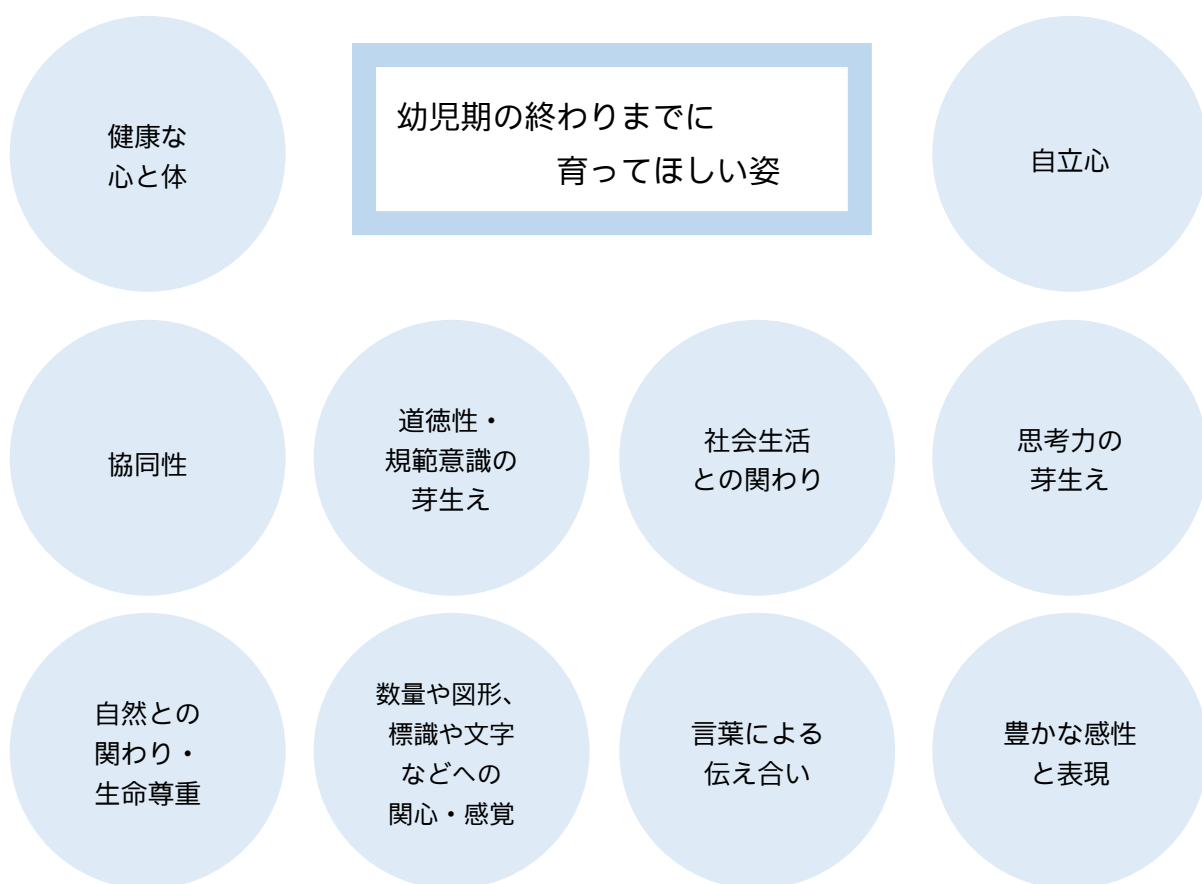 健康な
心と体
幼児期の終わりまでに
育ってほしい姿
自立心
協同性
道徳性・
規範意識の
芽生え
社会生活
との関わり
思考力の
芽生え
自然との
関わり・
生命尊重
数量や図形、
標識や文字
などへの
関心・感覚
言葉による
伝え合い
豊かな感性
と表現